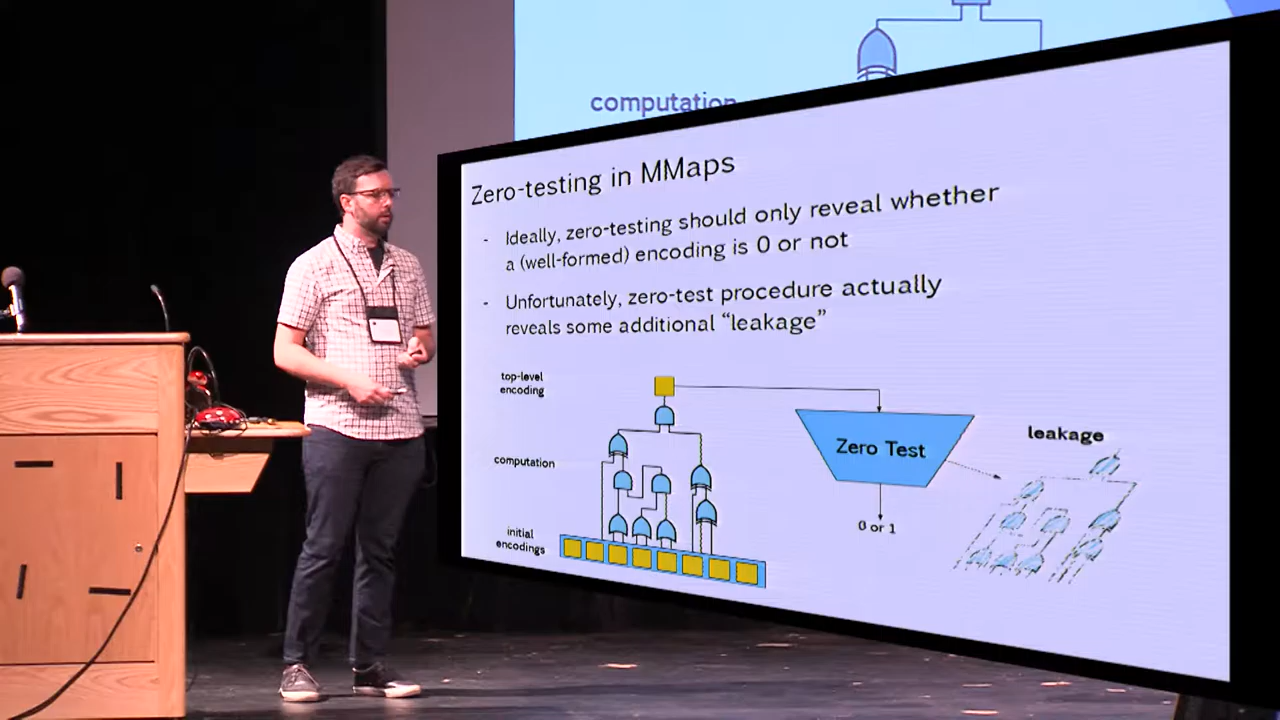 computation
Zero-testing in MMaps
- Ideally, zero-testing should only reveal whether
a (well-formed) encoding is 0 or not
- Unfortunately, zero-test procedure actually
reveals some additional “leakage”
top-level
encoding
computation
initial
encodings
Zero Test
0 or 1
leakage